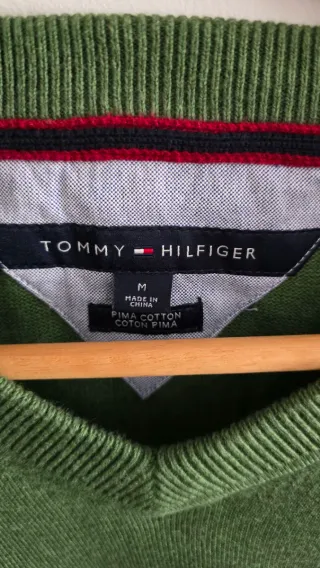 TOMMY HILFIGER
M
MADE IN
CHINA
PIMA COTTON
COTON PIMA